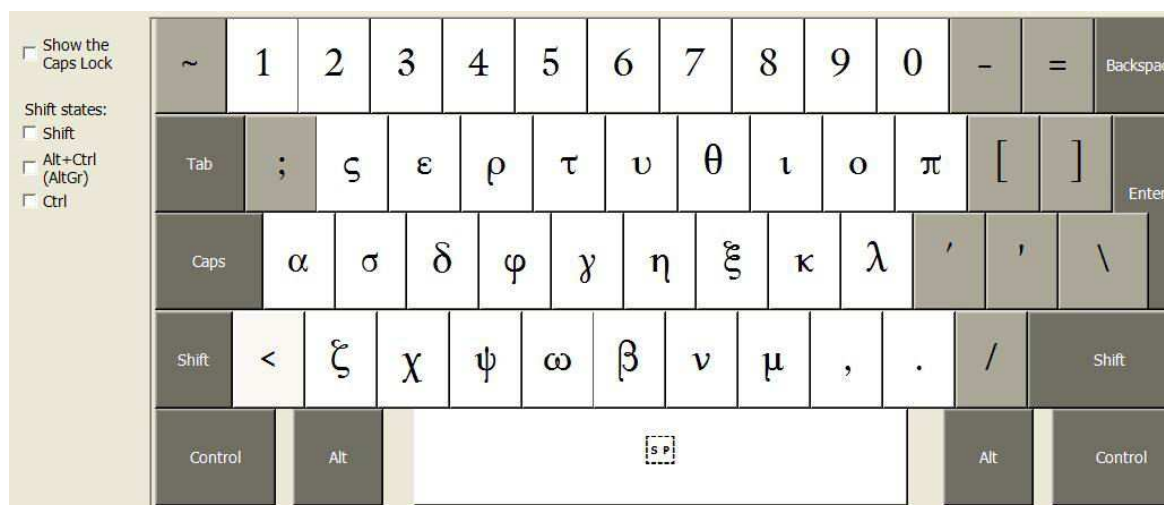 Show the
Caps Lock
Shift states:
Shift
Alt+Ctrl
(AltGr)
Ctrl
~ 1 2 3 4 5 6 7 8 9 0 - = Backspac
Tab ; ς ε ρ τ υ θ ι ο π [ ] Enter
Caps α σ δ φ γ η ξ κ λ ΄ ' \
Shift < ζ χ ψ ω β ν μ , . / Shift
Control Alt SP Alt Control